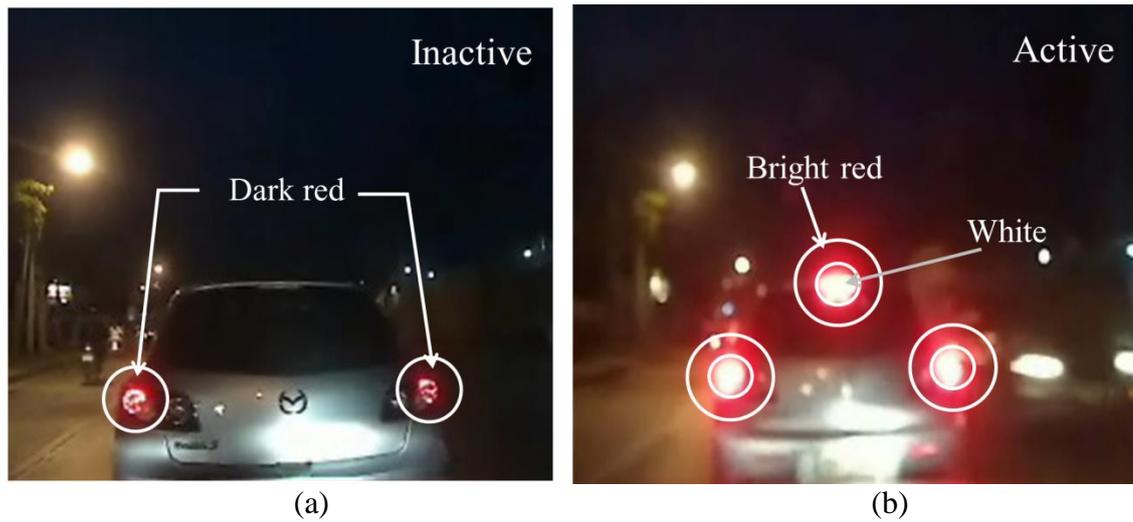 Inactive
Dark red
(a)
Active
Bright red
White
(b)